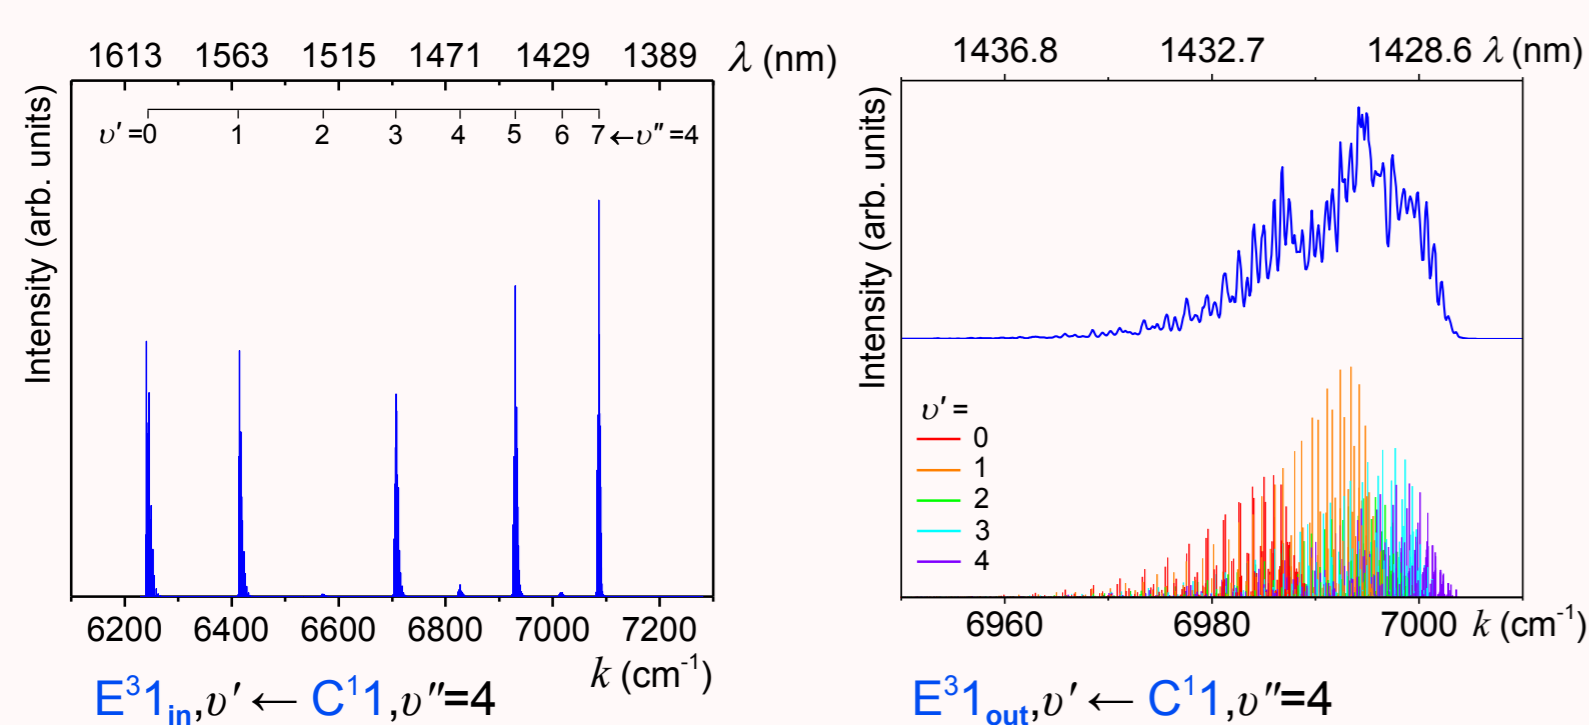 1613 1563 1515 1471 1429 1389 λ (nm)
Intensity (arb. units)
υ′ =0 1 2 3 4 5 6 7 ←υ″=4
6200 6400 6600 6800 7000 7200
k (cm⁻¹)
E³1in,υ′ ← C¹1,υ″=4
1436.8 1432.7 1428.6 λ (nm)
Intensity (arb. units)
υ′ =
0
1
2
3
4
6960 6980 7000 k (cm⁻¹)
E³1out,υ′ ← C¹1,υ″=4